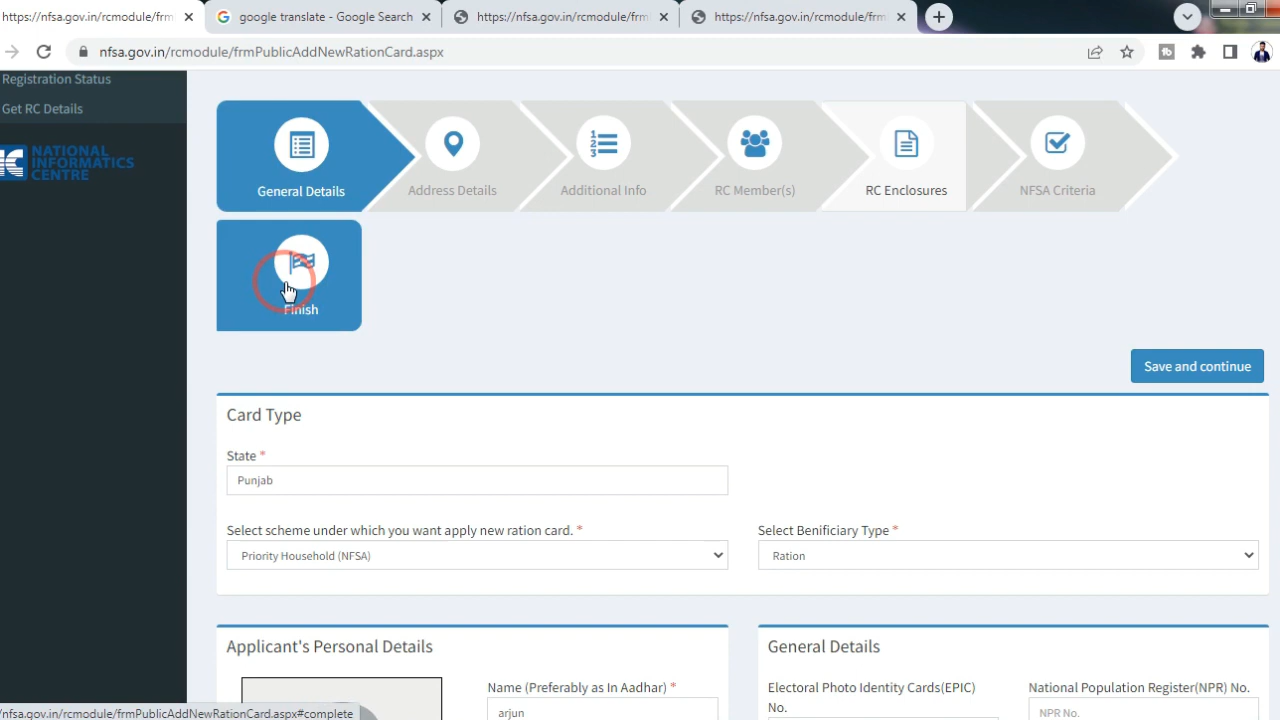 https://nfsa.gov.in/rcmodule/frm
google translate - Google Search
https://nfsa.gov.in/rcmodule/frm
https://nfsa.gov.in/rcmodule/frm
nfsa.gov.in/rcmodule/frmPublicAddNewRationCard.aspx
Registration Status
Get RC Details
NATIONAL
INFORMATICS
CENTRE
General Details
Address Details
Additional Info
RC Member(s)
RC Enclosures
NFSA Criteria
Finish
Save and continue
Card Type
State *
Punjab
Select scheme under which you want apply new ration card. *
Select Benificiary Type *
Priority Household (NFSA)
Ration
Applicant's Personal Details
General Details
Name (Preferably as In Aadhar) *
Electoral Photo Identity Cards(EPIC) No.
National Population Register(NPR) No.
arjun
NPR No.
nfsa.gov.in/rcmodule/frmPublicAddNewRationCard.aspx#complete